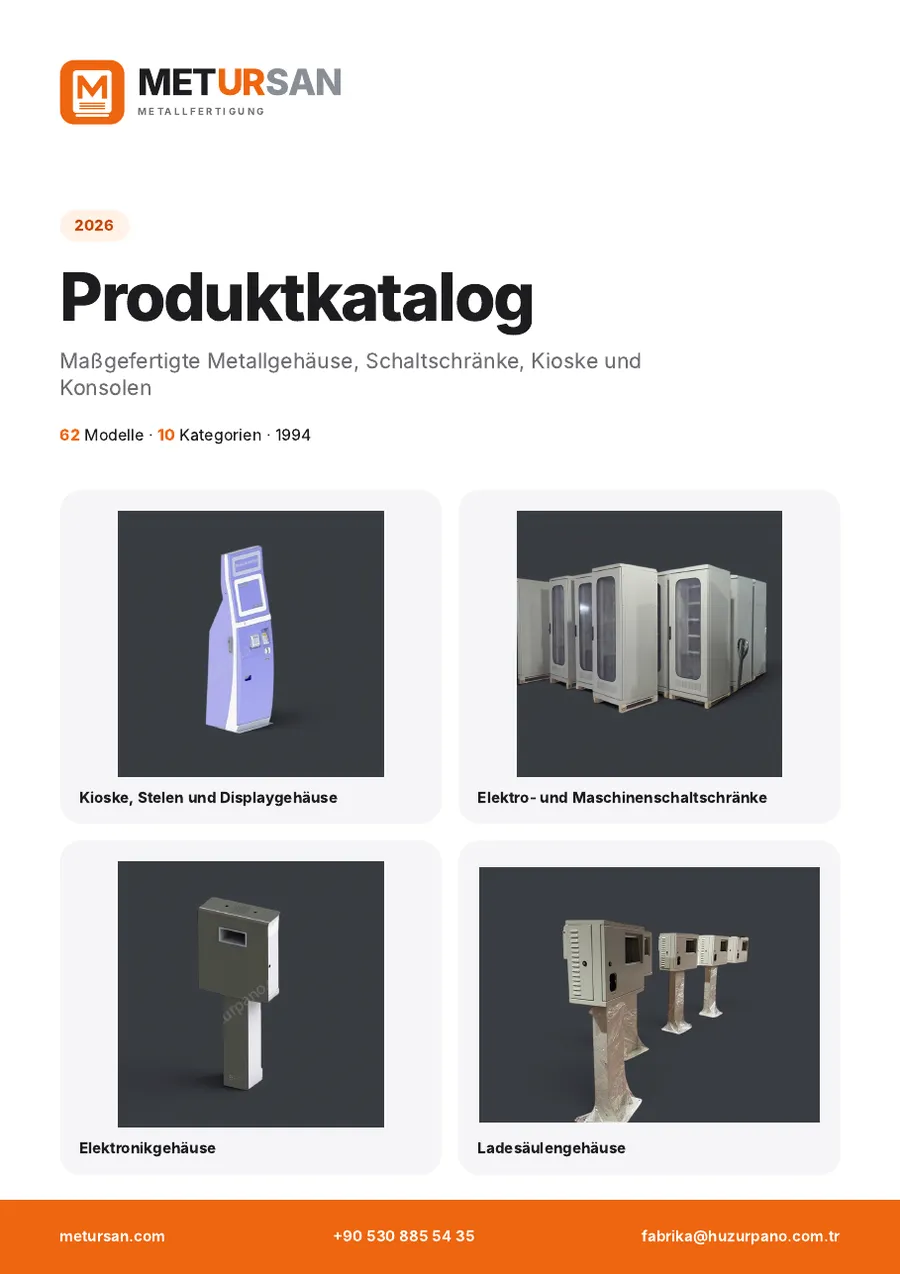 METURSAN
METALLFERTIGUNG
2026
Produktkatalog
Maßgefertigte Metallgehäuse, Schaltschränke, Kioske und
Konsolen
62 Modelle · 10 Kategorien · 1994
Kioske, Stelen und Displaygehäuse
Elektro- und Maschinenschaltschränke
urpano
Elektronikgehäuse
Ladesäulengehäuse
metursan.com
+90 530 885 54 35
fabrika@huzurpano.com.tr